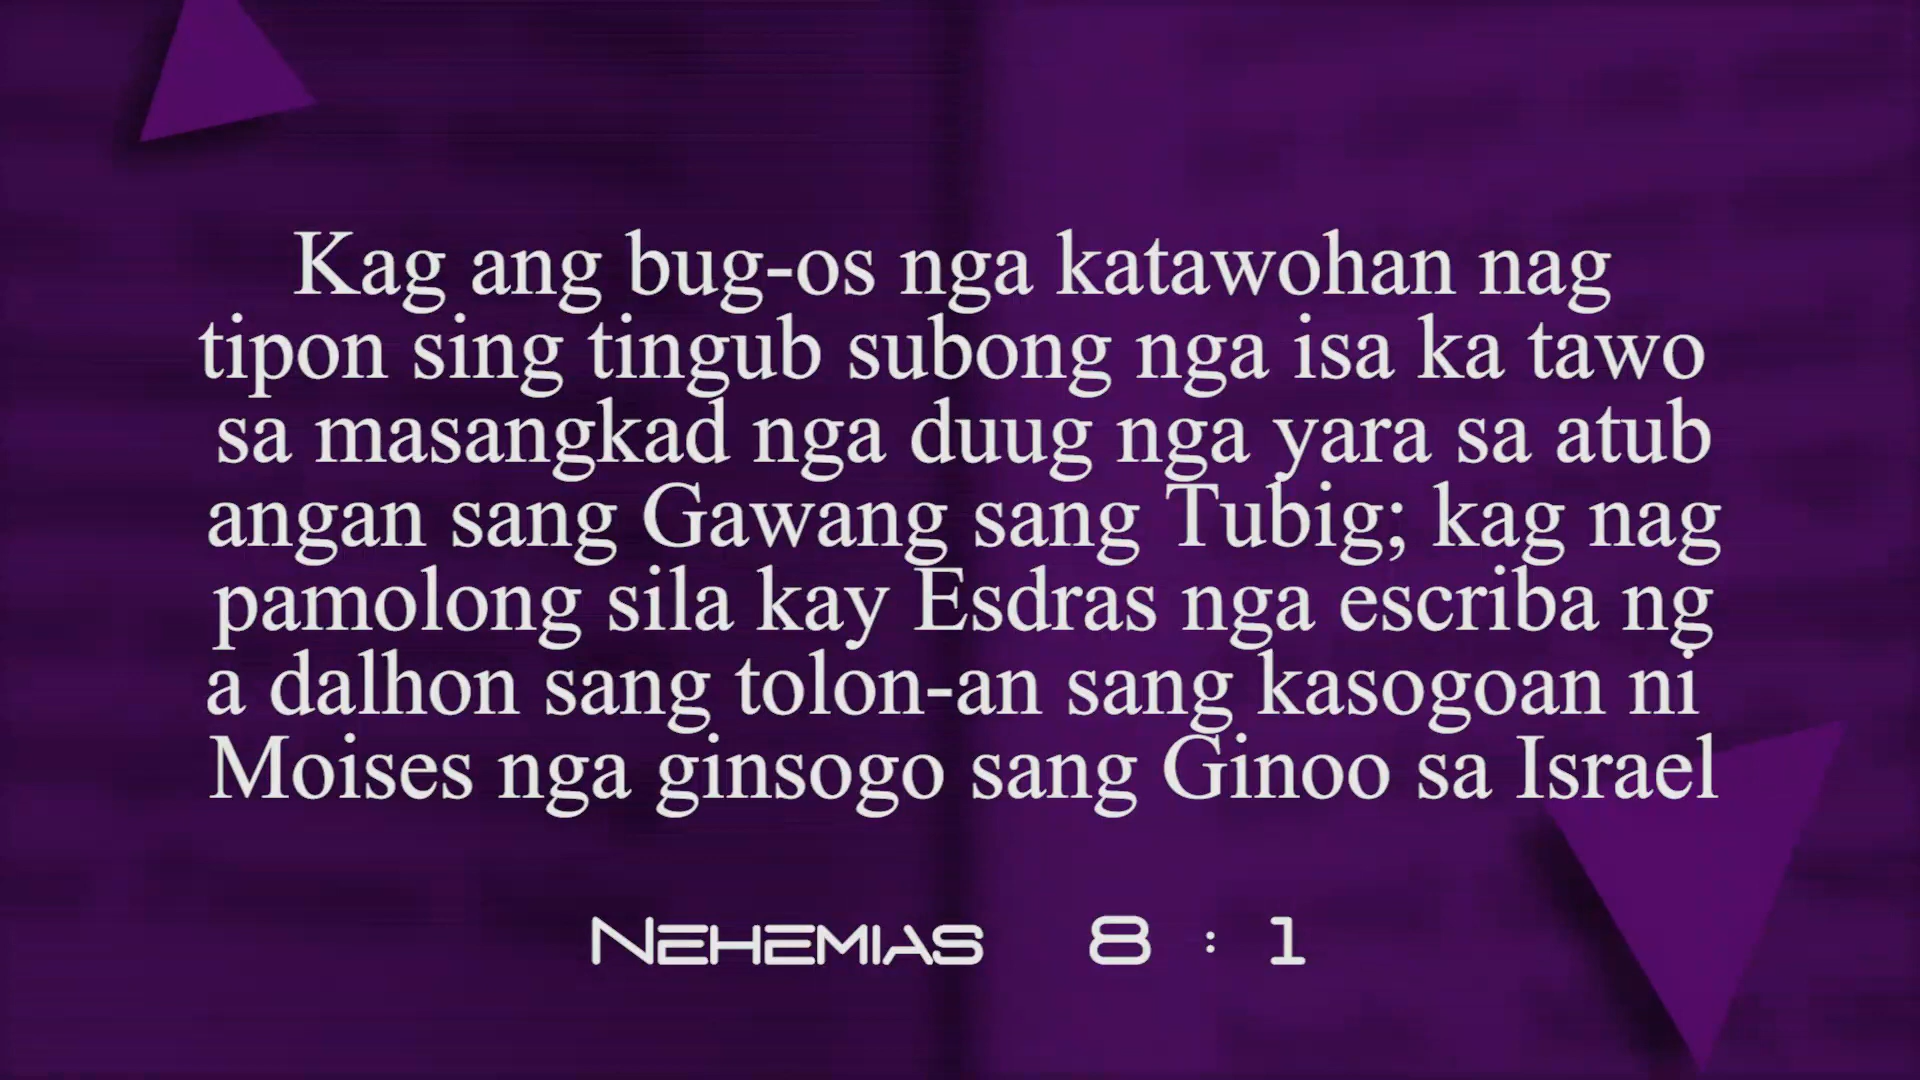 Kag ang bug-os nga katawohan nag
tipon sing tingub subong nga isa ka tawo
sa masangkad nga duug nga yara sa atub
angan sang Gawang sang Tubig; kag nag
pamolong sila kay Esdras nga escriba ng
a dalhon sang tolon-an sang kasogoan ni
Moises nga ginsogo sang Ginoo sa Israel
Nehemias 8 : 1